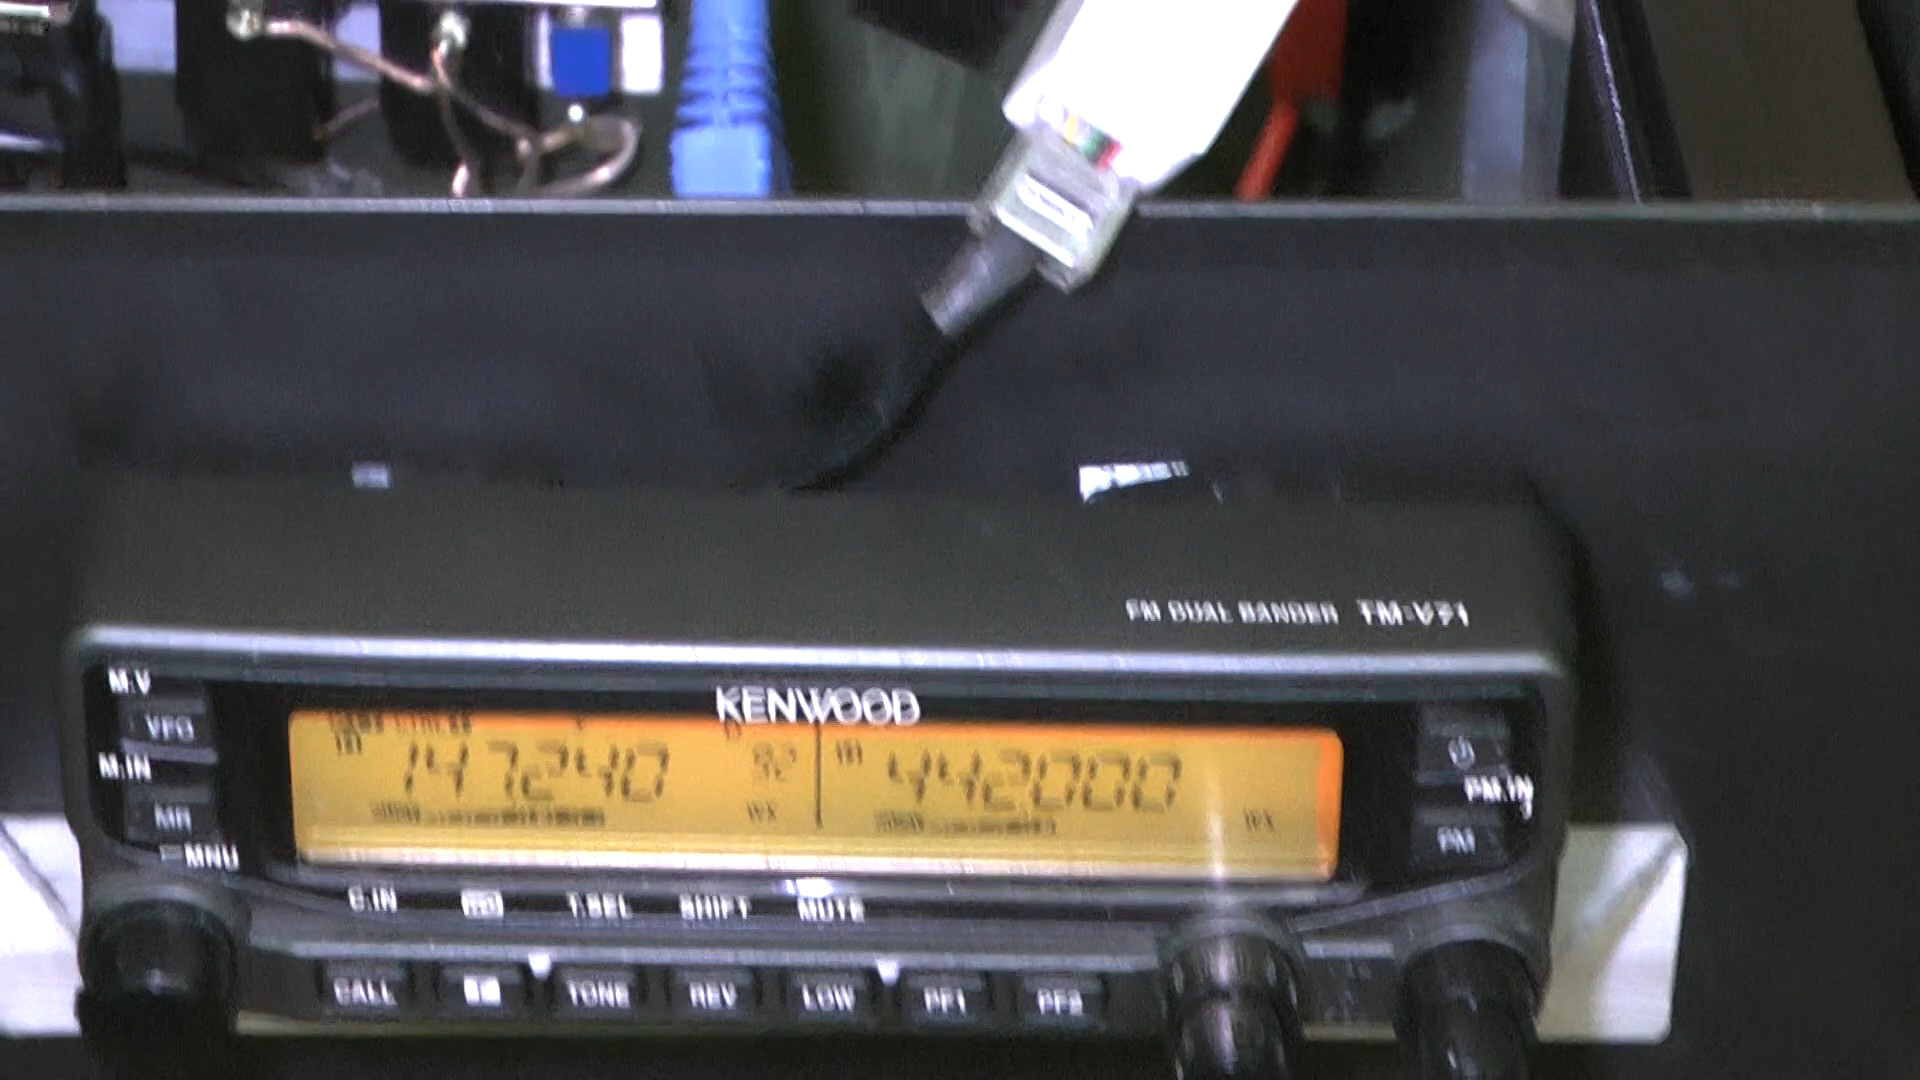 FM DUAL BANDER TM-V71
KENWOOD
M.V
VFO
M.IN
MR
MNU
147.240
442.000
PM.IN
PM
C.IN T.SEL SHIFT MUTE
CALL TONE REV LOW PF1 PF2